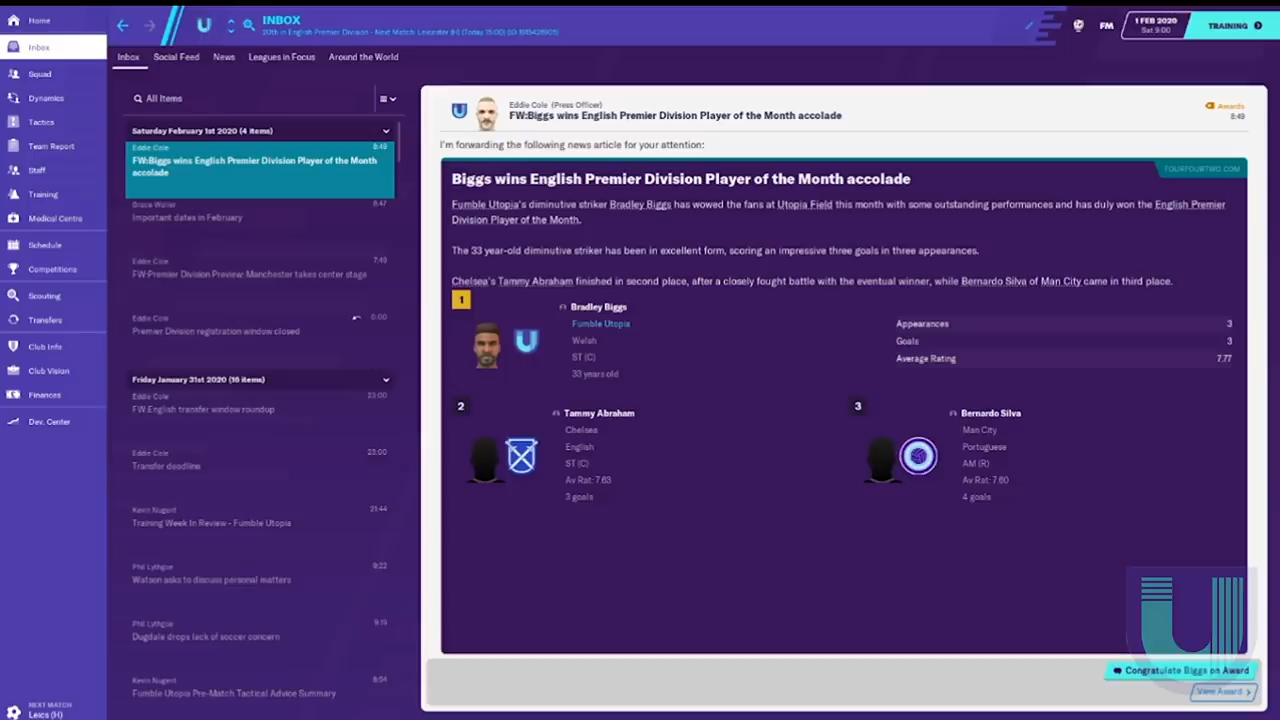 Home
Inbox
Squad
Dynamics
Tactics
Team Report
Staff
Training
Medical Centre
Schedule
Competitions
Scouting
Transfers
Club Info
Club Vision
Finances
Dev. Center
NEXT MATCH
Leics (H)
INBOX
20th in English Premier Division - Next Match: Leicester (H) (Today 15:00)
FM
1 FEB 2020
Sat 9:00
TRAINING
Inbox Social Feed News Leagues in Focus Around the World
All Items
Saturday February 1st 2020 (4 items)
Eddie Cole 8:49
FW:Biggs wins English Premier Division Player of the Month
accolade
Grace Waller 8:47
Important dates in February
Eddie Cole 7:49
FW:Premier Division Preview: Manchester takes center stage
Eddie Cole 0:00
Premier Division registration window closed
Friday January 31st 2020 (16 items)
Eddie Cole 23:00
FW:English transfer window roundup
Eddie Cole 23:00
Transfer deadline
Kevin Nugent 21:44
Training Week In Review - Fumble Utopia
Phil Lythgoe 9:22
Watson asks to discuss personal matters
Phil Lythgoe 9:19
Dugdale drops lack of soccer concern
Kevin Nugent 8:54
Fumble Utopia Pre-Match Tactical Advice Summary
Eddie Cole (Press Officer)
FW:Biggs wins English Premier Division Player of the Month accolade
Awards
8:49
I'm forwarding the following news article for your attention:
TOURFOURTWO.COM
Biggs wins English Premier Division Player of the Month accolade
Fumble Utopia's diminutive striker Bradley Biggs has wowed the fans at Utopia Field this month with some outstanding performances and has duly won the English Premier
Division Player of the Month.
The 33 year-old diminutive striker has been in excellent form, scoring an impressive three goals in three appearances.
Chelsea's Tammy Abraham finished in second place, after a closely fought battle with the eventual winner, while Bernardo Silva of Man City came in third place.
1
Bradley Biggs
Fumble Utopia
Welsh
ST (C)
33 years old
Appearances 3
Goals 3
Average Rating 7.77
2
Tammy Abraham
Chelsea
English
ST (C)
Av Rat: 7.63
3 goals
3
Bernardo Silva
Man City
Portuguese
AM (R)
Av Rat: 7.60
4 goals
Congratulate Biggs on Award
View Award